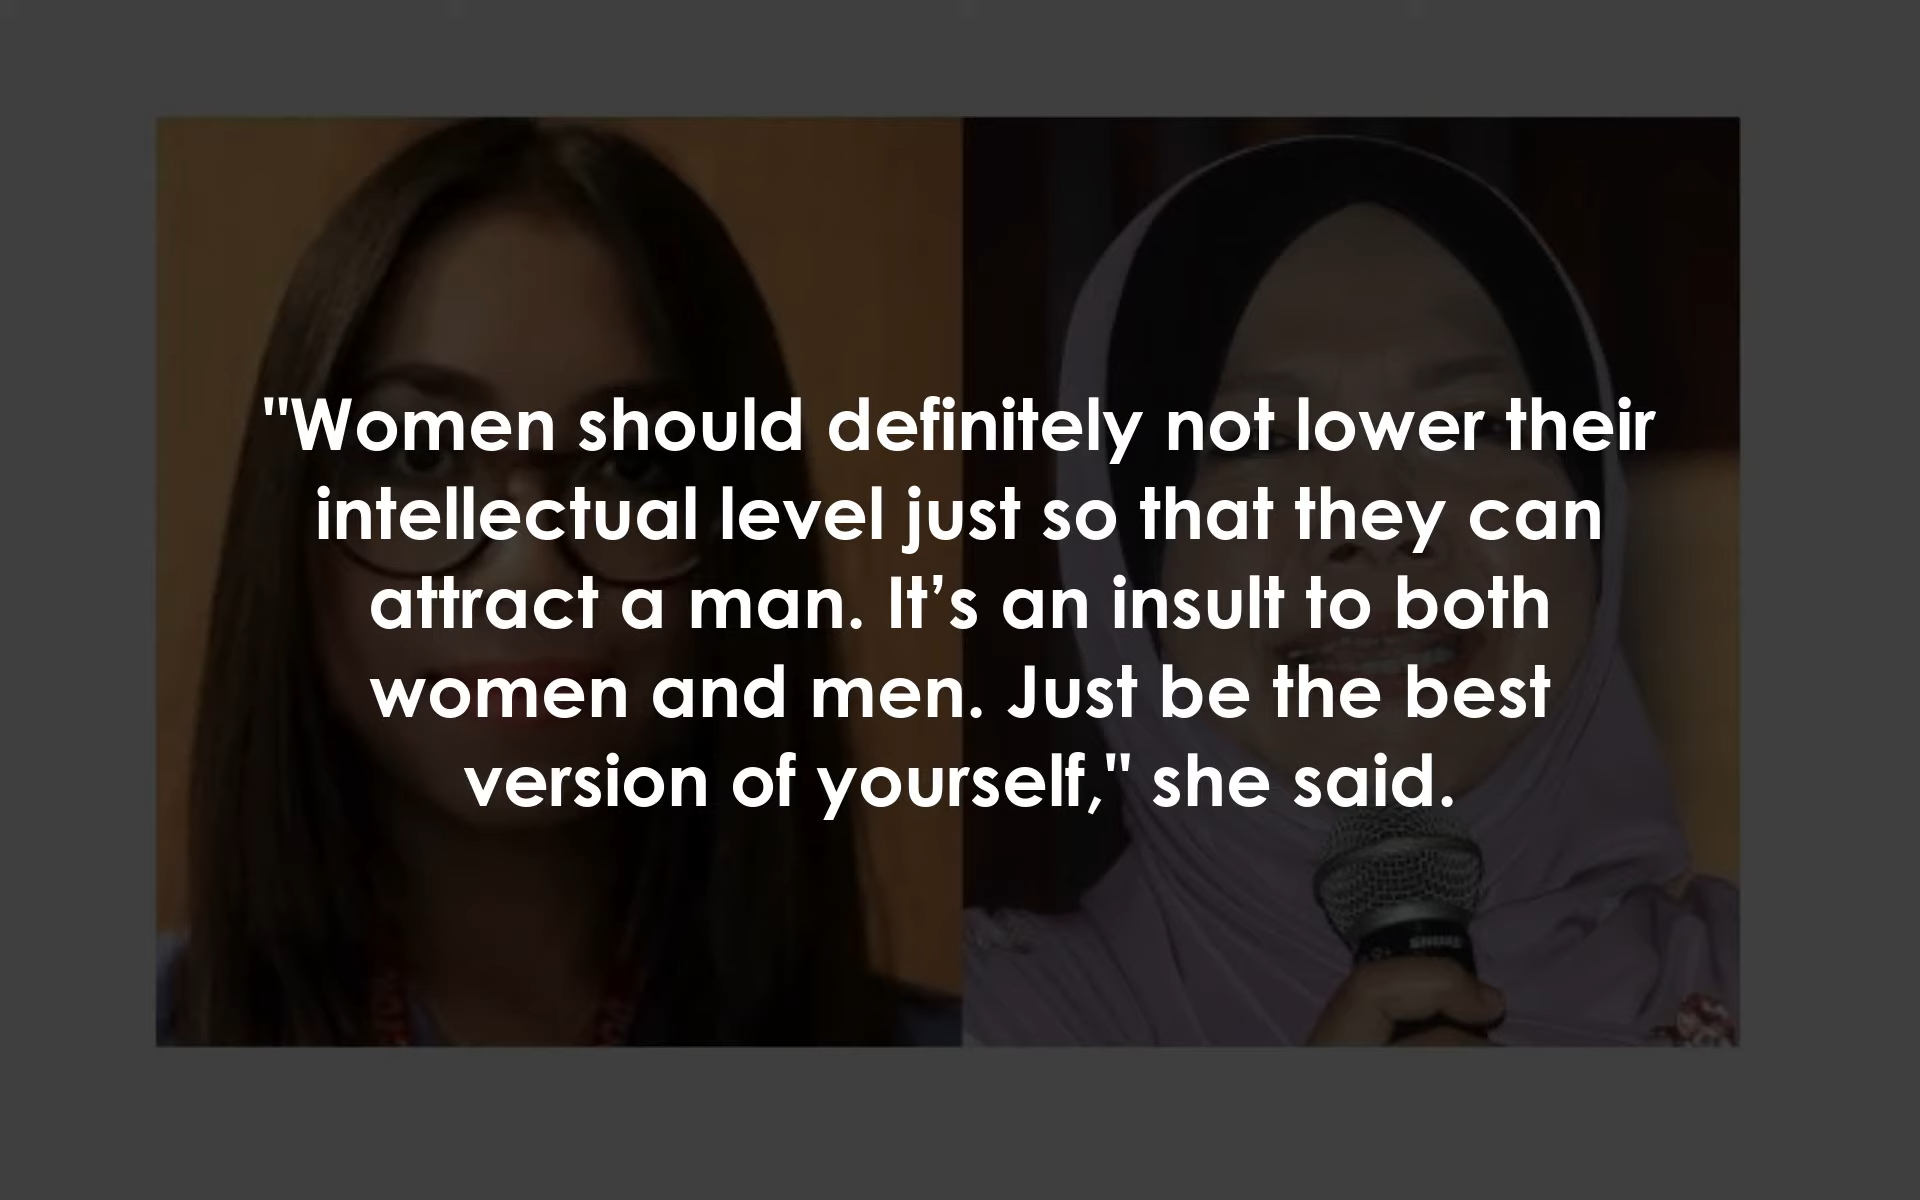 "Women should definitely not lower their
intellectual level just so that they can
attract a man. It’s an insult to both
women and men. Just be the best
version of yourself," she said.
SHURE